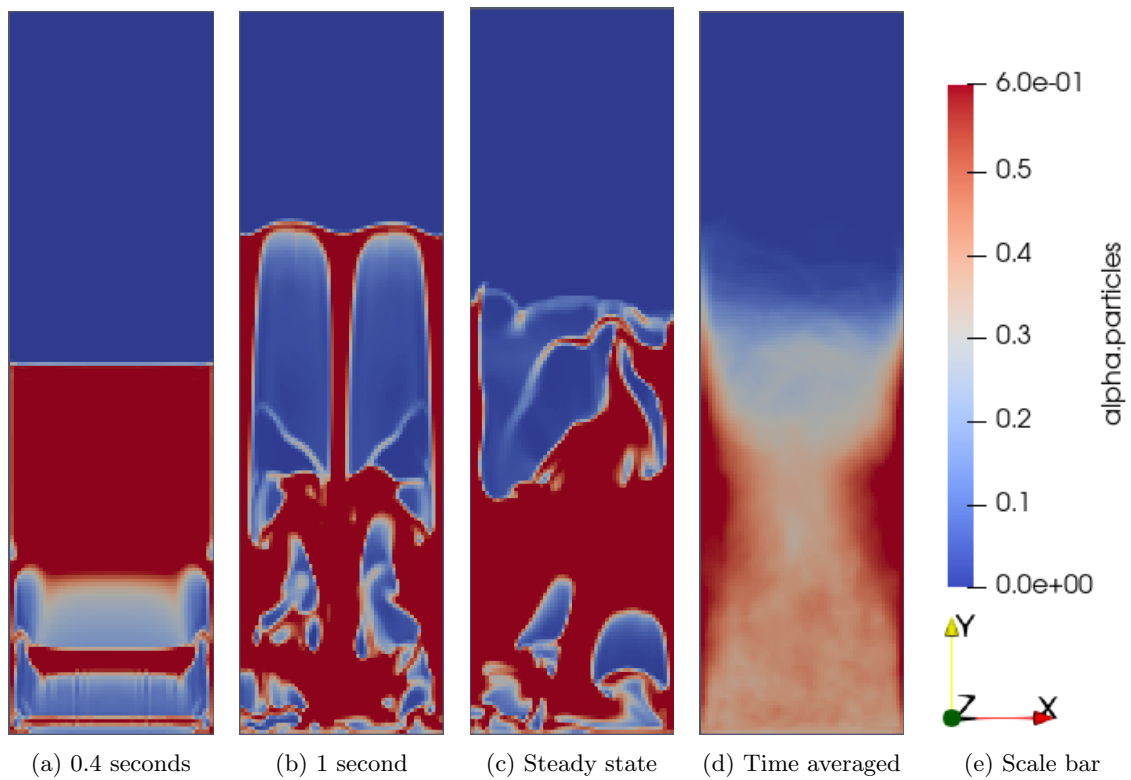 6.0e-01
0.5
0.4
0.3
0.2
0.1
0.0e+00
alpha.particles
Y
Z
X
(a) 0.4 seconds
(b) 1 second
(c) Steady state
(d) Time averaged
(e) Scale bar